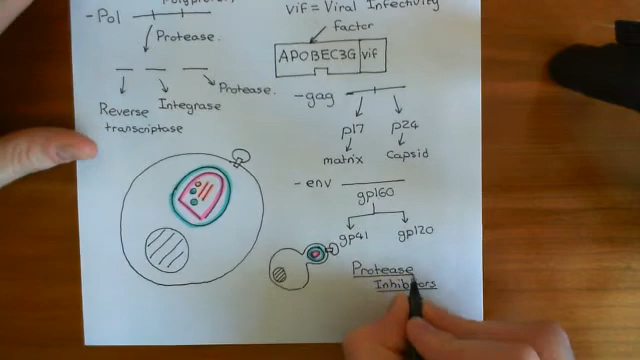 - Pol
Protease.
Protease.
Reverse
transcriptase
Integrase
vif = Viral Infectivity
Factor
APOBEC3G vif
- gag
p17 p24
matrix Capsid
- env
gp160
gp41 gp120
Protease
Inhibitors